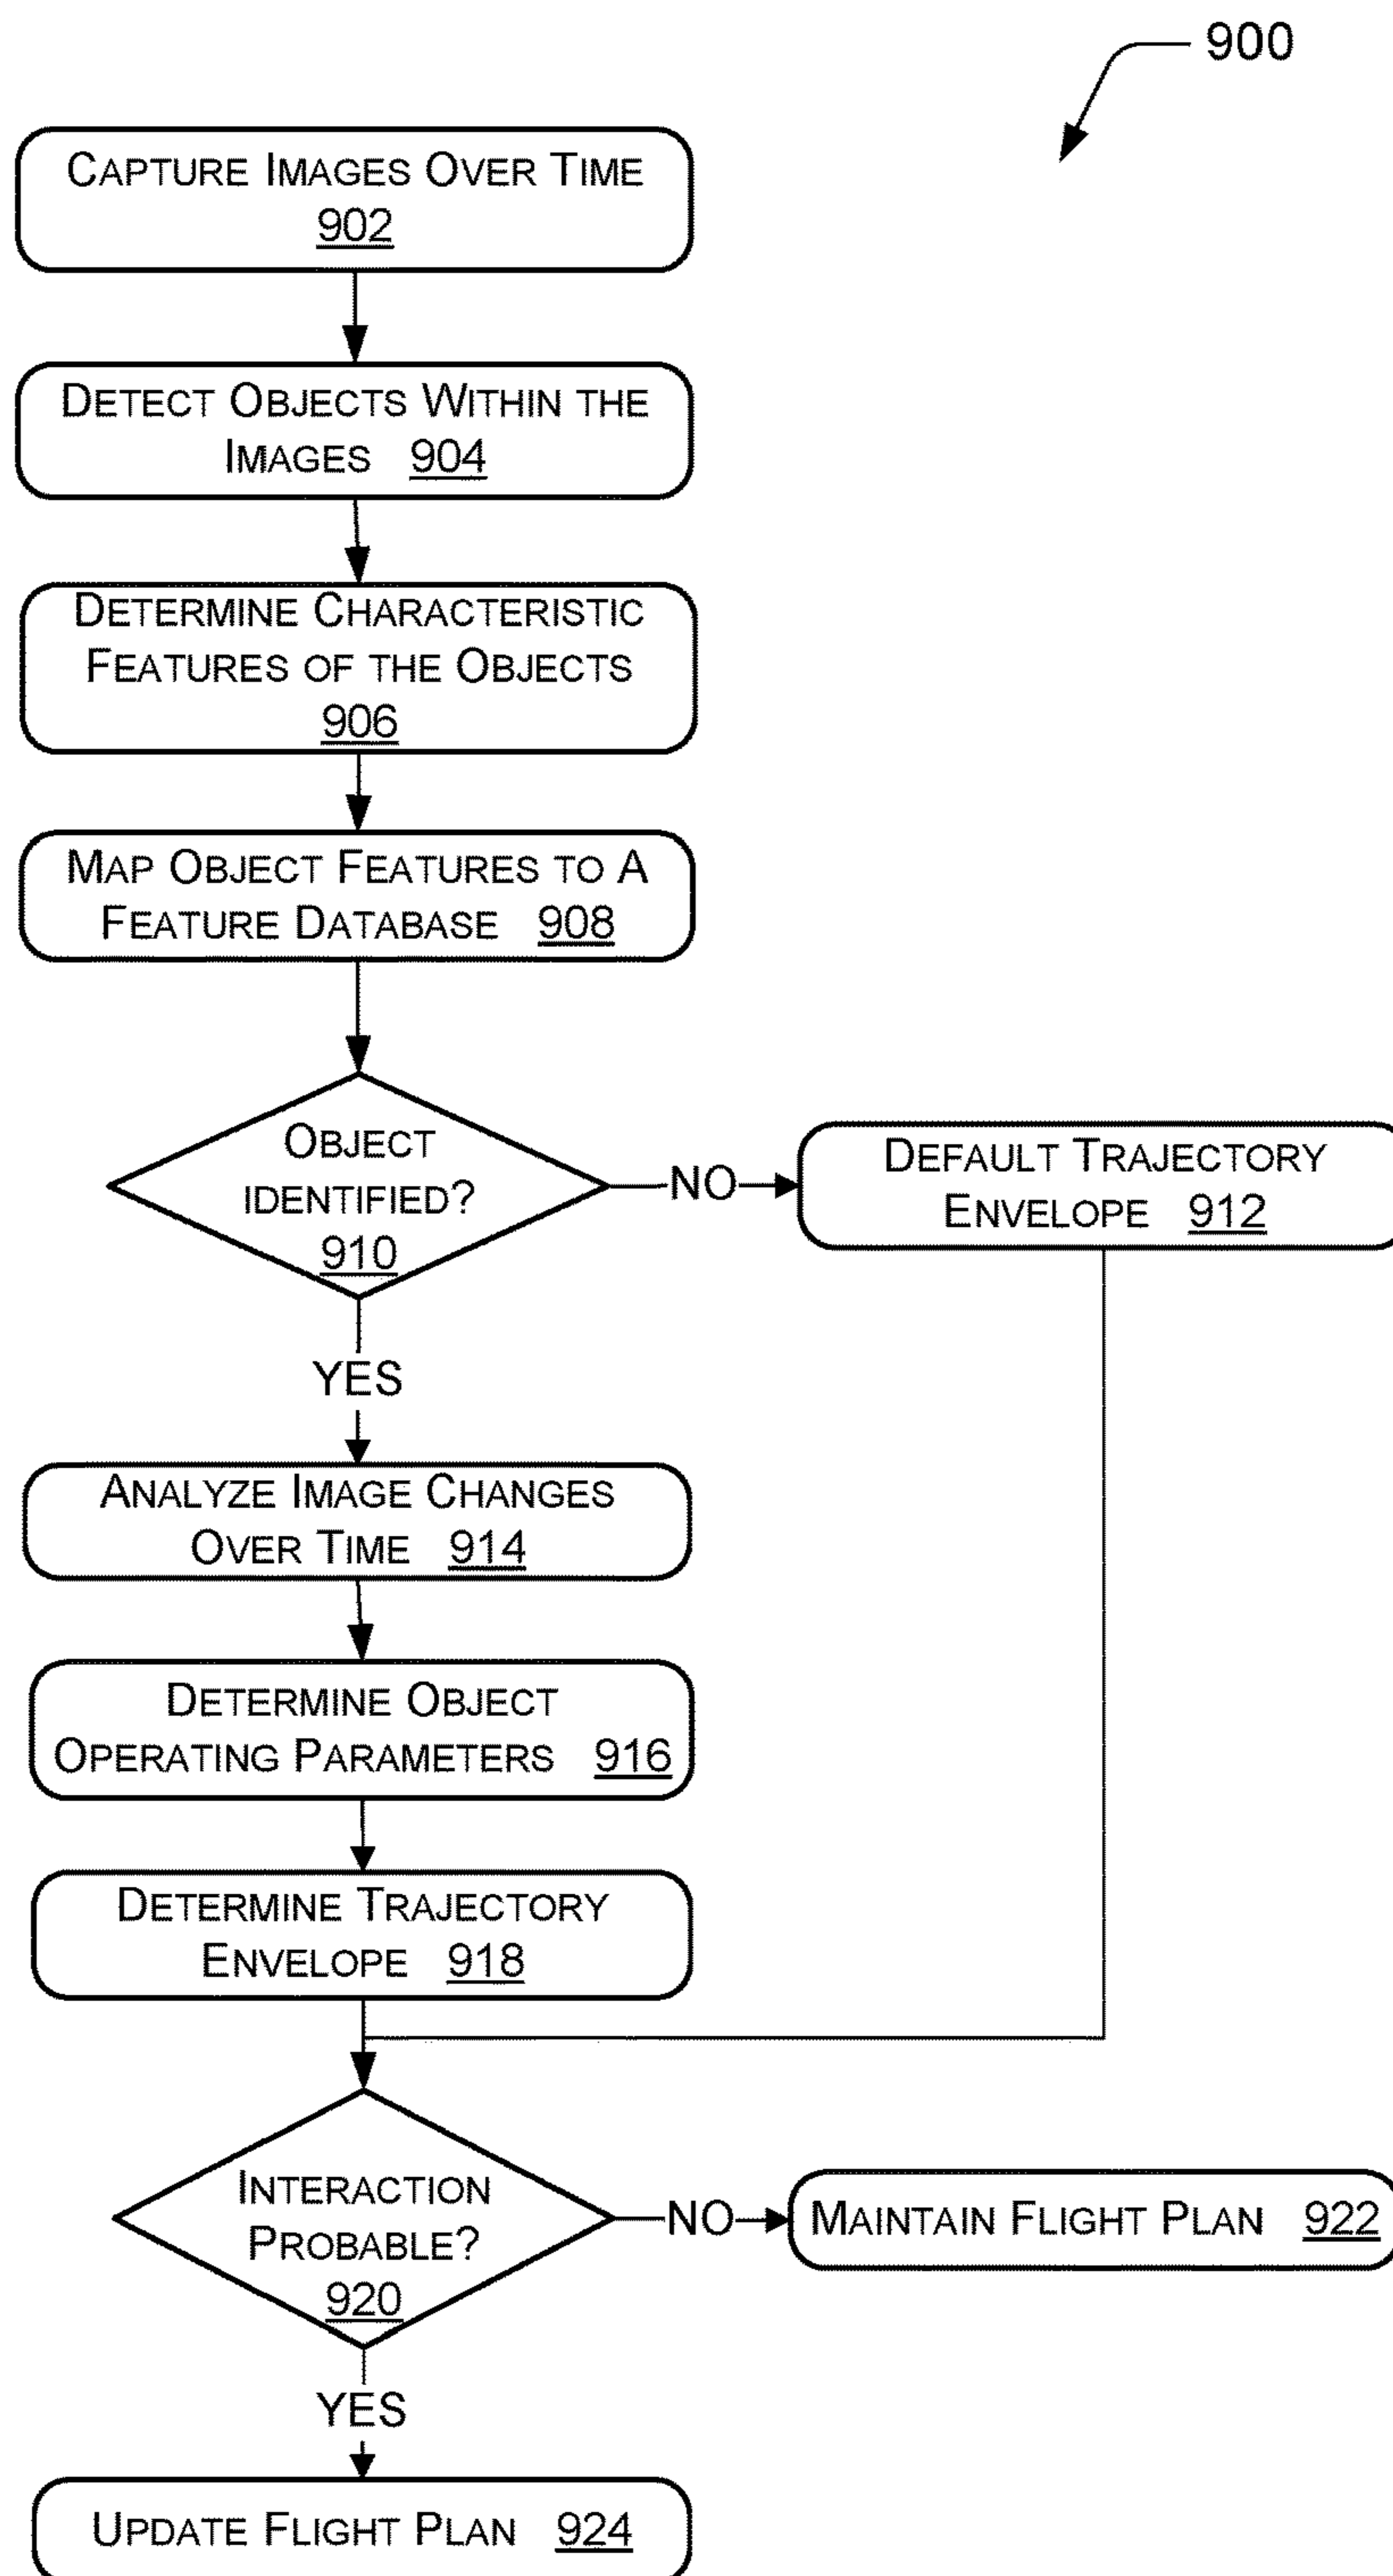 900
CAPTURE IMAGES OVER TIME
902
DETECT OBJECTS WITHIN THE
IMAGES 904
DETERMINE CHARACTERISTIC
FEATURES OF THE OBJECTS
906
MAP OBJECT FEATURES TO A
FEATURE DATABASE 908
OBJECT
IDENTIFIED?
910
NO
DEFAULT TRAJECTORY
ENVELOPE 912
YES
ANALYZE IMAGE CHANGES
OVER TIME 914
DETERMINE OBJECT
OPERATING PARAMETERS 916
DETERMINE TRAJECTORY
ENVELOPE 918
INTERACTION
PROBABLE?
920
NO
MAINTAIN FLIGHT PLAN 922
YES
UPDATE FLIGHT PLAN 924